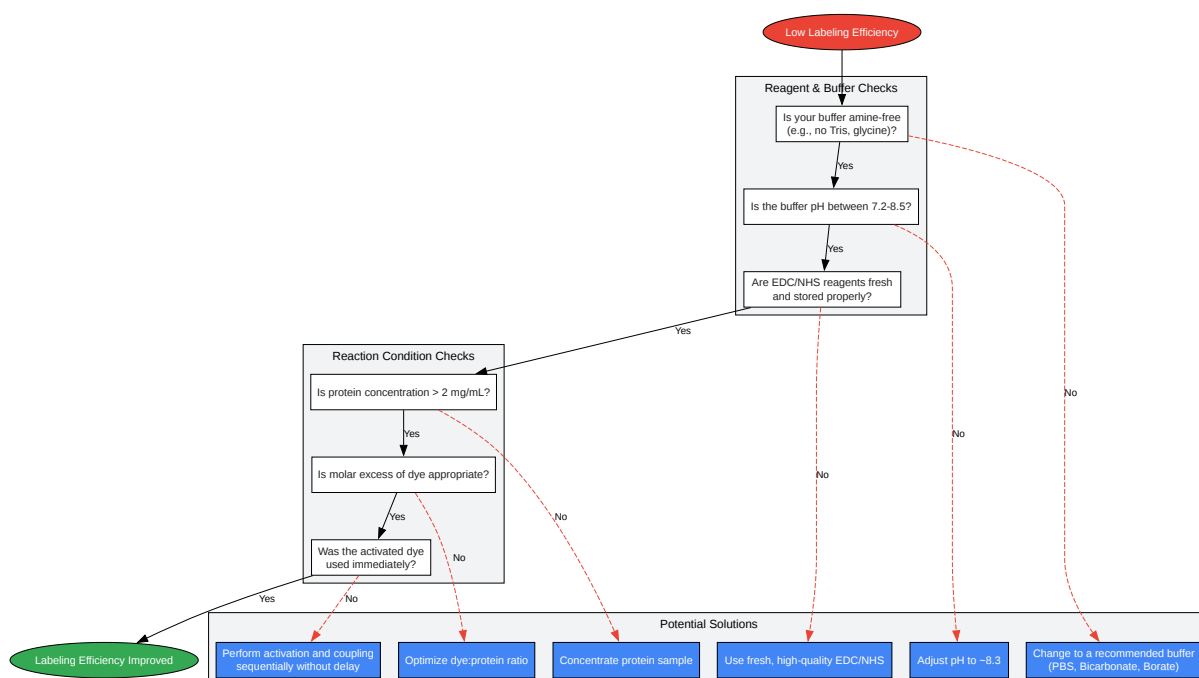 Low Labeling Efficiency
Reagent & Buffer Checks
Is your buffer amine-free
(e.g., no Tris, glycine)?
Yes
Is the buffer pH between 7.2-8.5?
Yes
Are EDC/NHS reagents fresh
and stored properly?
Yes
Reaction Condition Checks
Is protein concentration > 2 mg/mL?
No
Yes
No
Is molar excess of dye appropriate?
No
Yes
No
Was the activated dye
used immediately?
No
Yes
No
Potential Solutions
Labeling Efficiency Improved
Perform activation and coupling
sequentially without delay
Optimize dye:protein ratio
Concentrate protein sample
Use fresh, high-quality EDC/NHS
Adjust pH to ~8.3
Change to a recommended buffer
(PBS, Bicarbonate, Borate)